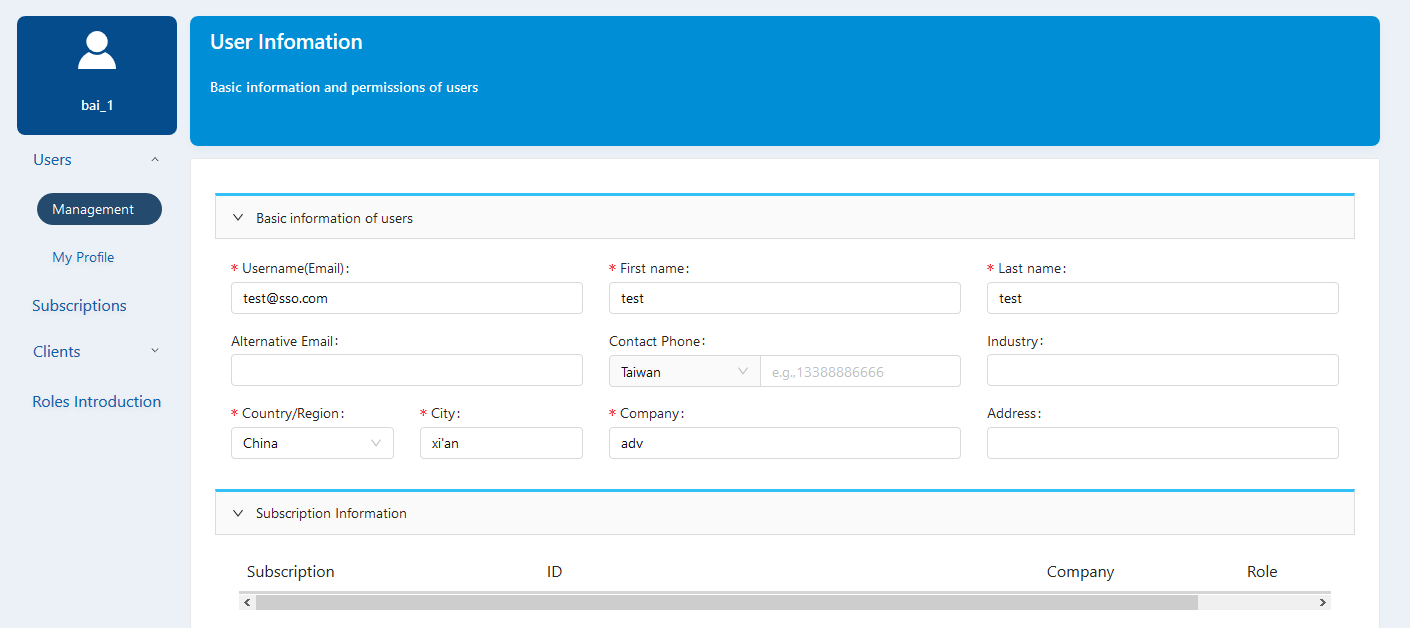 bai_1
Users
Management
My Profile
Subscriptions
Clients
Roles Introduction
User Infomation
Basic information and permissions of users
Basic information of users
* Username(Email): * First name: * Last name:
test@sso.com test test
Alternative Email: Contact Phone: Industry:
Taiwan e.g.,13388886666
* Country/Region: * City: * Company: Address:
China xi'an adv
Subscription Information
Subscription ID Company Role